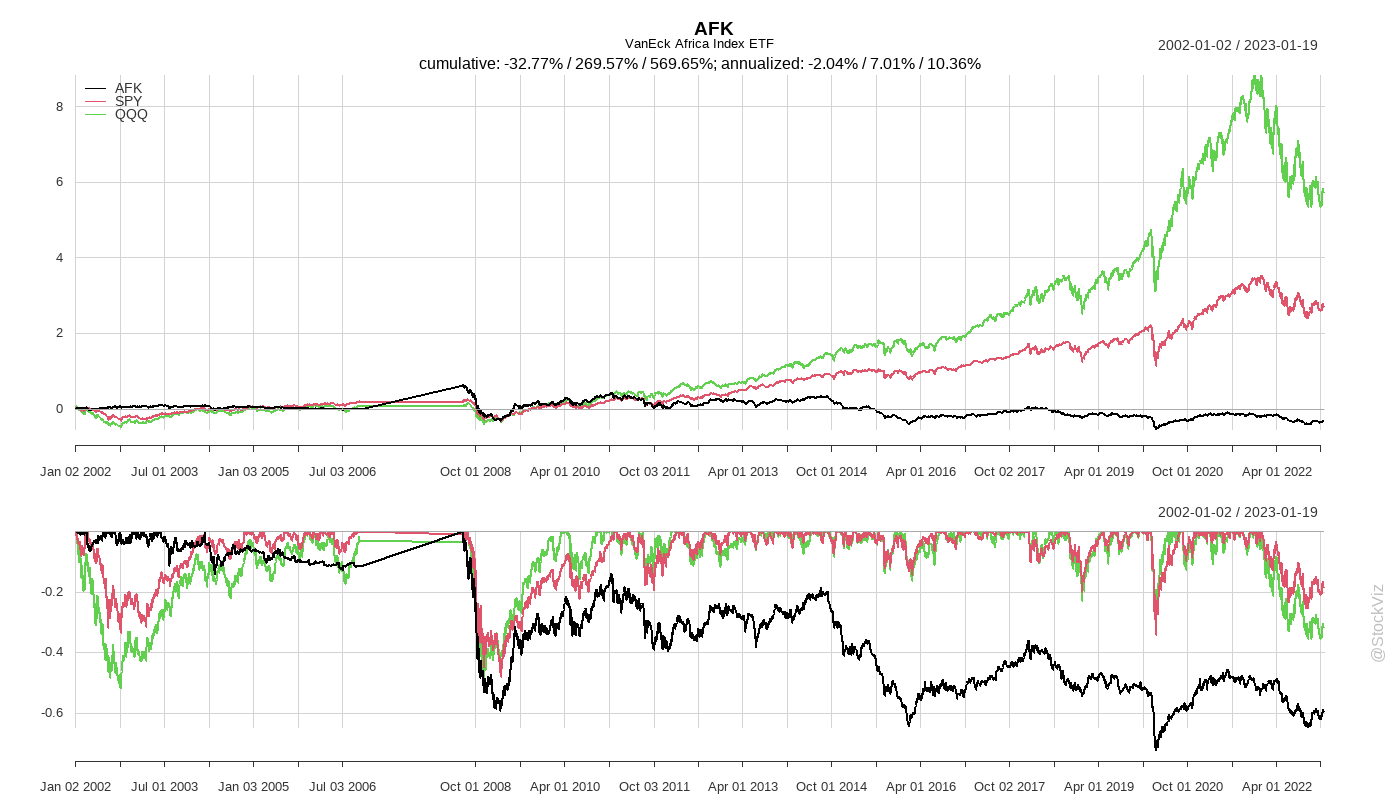 AFK
VanEck Africa Index ETF
2002-01-02 / 2023-01-19
cumulative: -32.77% / 269.57% / 569.65%; annualized: -2.04% / 7.01% / 10.36%
AFK
SPY
QQQ
8
6
4
2
0
Jan 02 2002 Jul 01 2003 Jan 03 2005 Jul 03 2006 Oct 01 2008 Apr 01 2010 Oct 03 2011 Apr 01 2013 Oct 01 2014 Apr 01 2016 Oct 02 2017 Apr 01 2019 Oct 01 2020 Apr 01 2022
2002-01-02 / 2023-01-19
-0.2
-0.4
-0.6
Jan 02 2002 Jul 01 2003 Jan 03 2005 Jul 03 2006 Oct 01 2008 Apr 01 2010 Oct 03 2011 Apr 01 2013 Oct 01 2014 Apr 01 2016 Oct 02 2017 Apr 01 2019 Oct 01 2020 Apr 01 2022
@StockViz